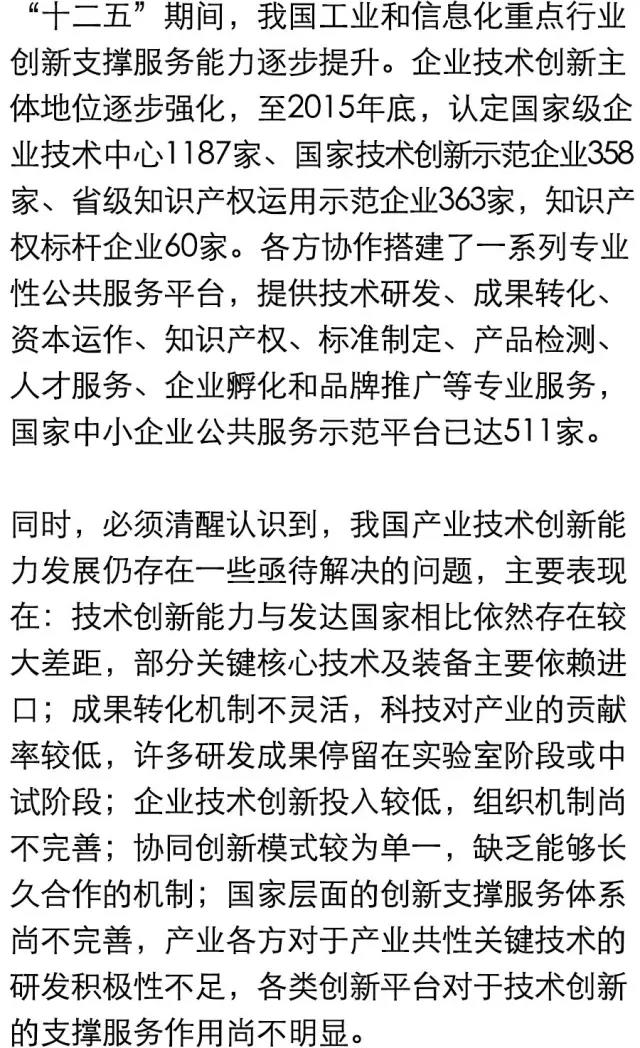 “十二五”期间，我国工业和信息化重点行业
创新支撑服务能力逐步提升。企业技术创新主
体地位逐步强化，至2015年底，认定国家级企
业技术中心1187家、国家技术创新示范企业358
家、省级知识产权运用示范企业363家，知识产
权标杆企业60家。各方协作搭建了一系列专业
性公共服务平台，提供技术研发、成果转化、
资本运作、知识产权、标准制定、产品检测、
人才服务、企业孵化和品牌推广等专业服务，
国家中小企业公共服务示范平台已达511家。

同时，必须清醒认识到，我国产业技术创新能
力发展仍存在一些亟待解决的问题，主要表现
在：技术创新能力与发达国家相比依然存在较
大差距，部分关键核心技术及装备主要依赖进
口；成果转化机制不灵活，科技对产业的贡献
率较低，许多研发成果停留在实验室阶段或中
试阶段；企业技术创新投入较低，组织机制尚
不完善；协同创新模式较为单一，缺乏能够长
久合作的机制；国家层面的创新支撑服务体系
尚不完善，产业各方对于产业共性关键技术的
研发积极性不足，各类创新平台对于技术创新
的支撑服务作用尚不明显。